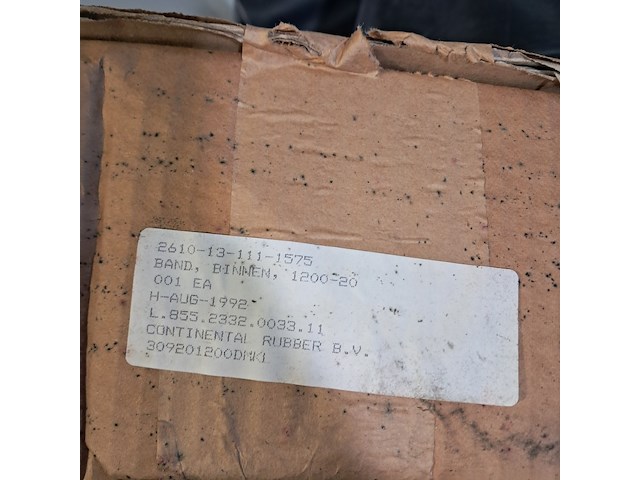 2610-13-111-1575
BAND, BINNEN, 1200-20
001 EA
H-AUG-1992
L.855.2332.0033.11
CONTINENTAL RUBBER B.V.
309201200DMK1